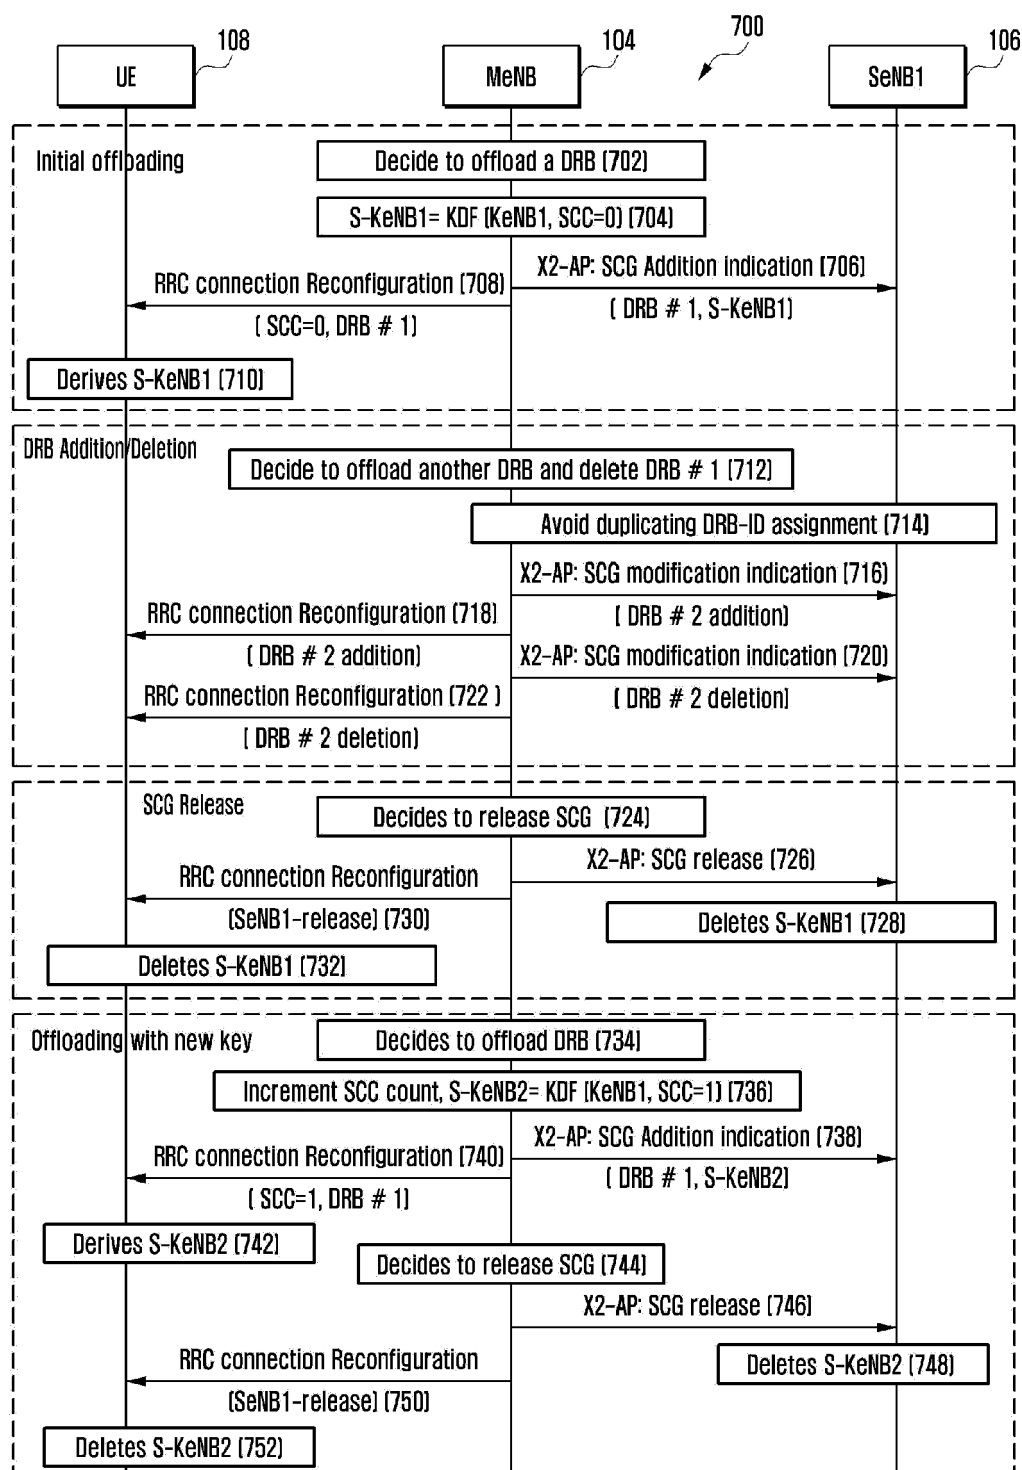 700
108
104
106
UE
MeNB
SeNB1
Initial offloading
Decide to offload a DRB (702)
S-KeNB1= KDF (KeNB1, SCC=0) (704)
X2-AP: SCG Addition indication (706)
RRC connection Reconfiguration (708)
( DRB # 1, S-KeNB1)
( SCC=0, DRB # 1)
Derives S-KeNB1 (710)
DRB Addition/Deletion
Decide to offload another DRB and delete DRB # 1 (712)
Avoid duplicating DRB-ID assignment (714)
X2-AP: SCG modification indication (716)
RRC connection Reconfiguration (718)
( DRB # 2 addition)
( DRB # 2 addition)
X2-AP: SCG modification indication (720)
RRC connection Reconfiguration (722 )
( DRB # 2 deletion)
( DRB # 2 deletion)
SCG Release
Decides to release SCG (724)
X2-AP: SCG release (726)
RRC connection Reconfiguration
(SeNB1-release) (730)
Deletes S-KeNB1 (728)
Deletes S-KeNB1 (732)
Offloading with new key
Decides to offload DRB (734)
Increment SCC count, S-KeNB2= KDF (KeNB1, SCC=1) (736)
X2-AP: SCG Addition indication (738)
RRC connection Reconfiguration (740)
( DRB # 1, S-KeNB2)
( SCC=1, DRB # 1)
Derives S-KeNB2 (742)
Decides to release SCG (744)
X2-AP: SCG release (746)
RRC connection Reconfiguration
Deletes S-KeNB2 (748)
(SeNB1-release) (750)
Deletes S-KeNB2 (752)